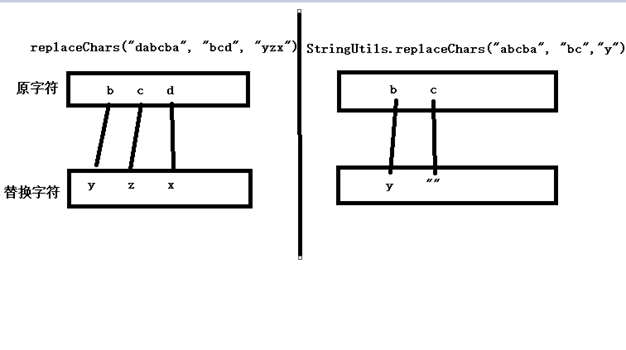 replaceChars("dabcba", "bcd", "yzx")
原字符
b c d
替换字符
y z x
StringUtils.replaceChars("abcba", "bc","y")
b c
y ""